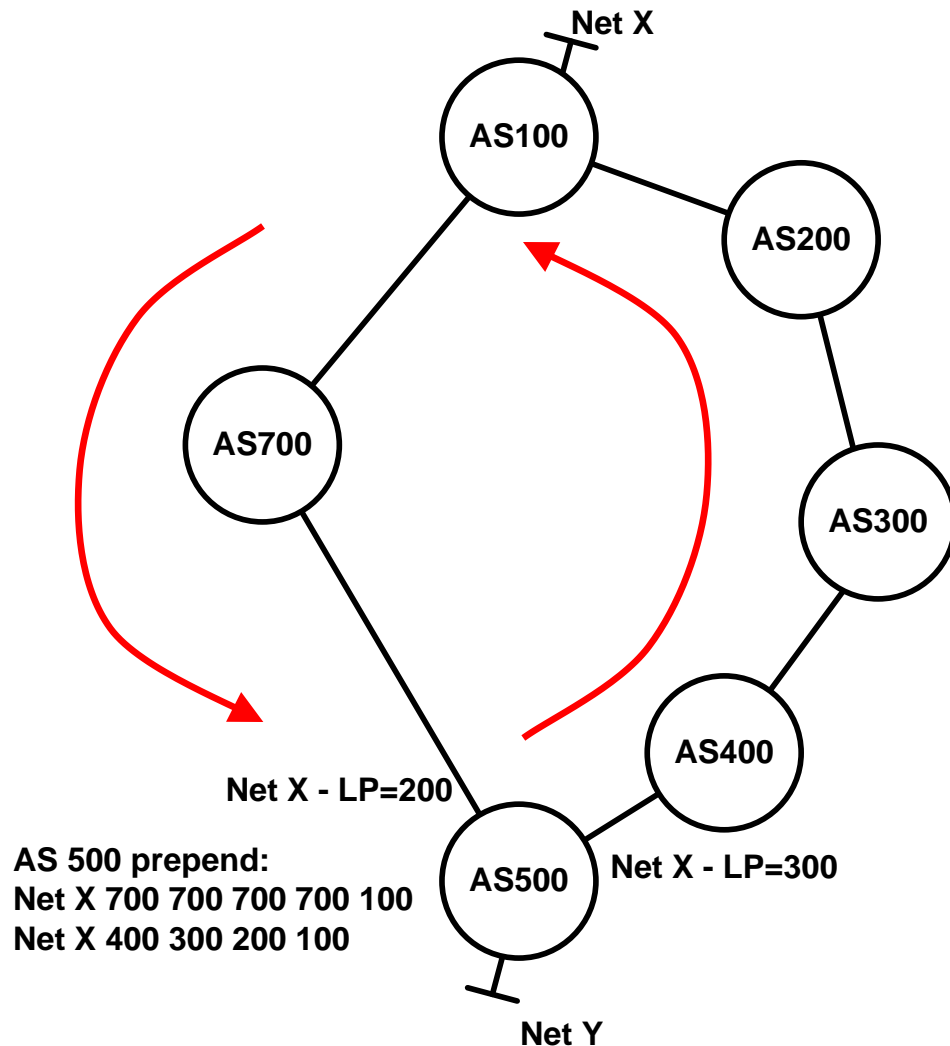 Net X
AS100
AS200
AS700
AS300
AS400
Net X - LP=200
AS 500 prepend:
Net X 700 700 700 700 100
Net X 400 300 200 100
AS500
Net X - LP=300
Net Y